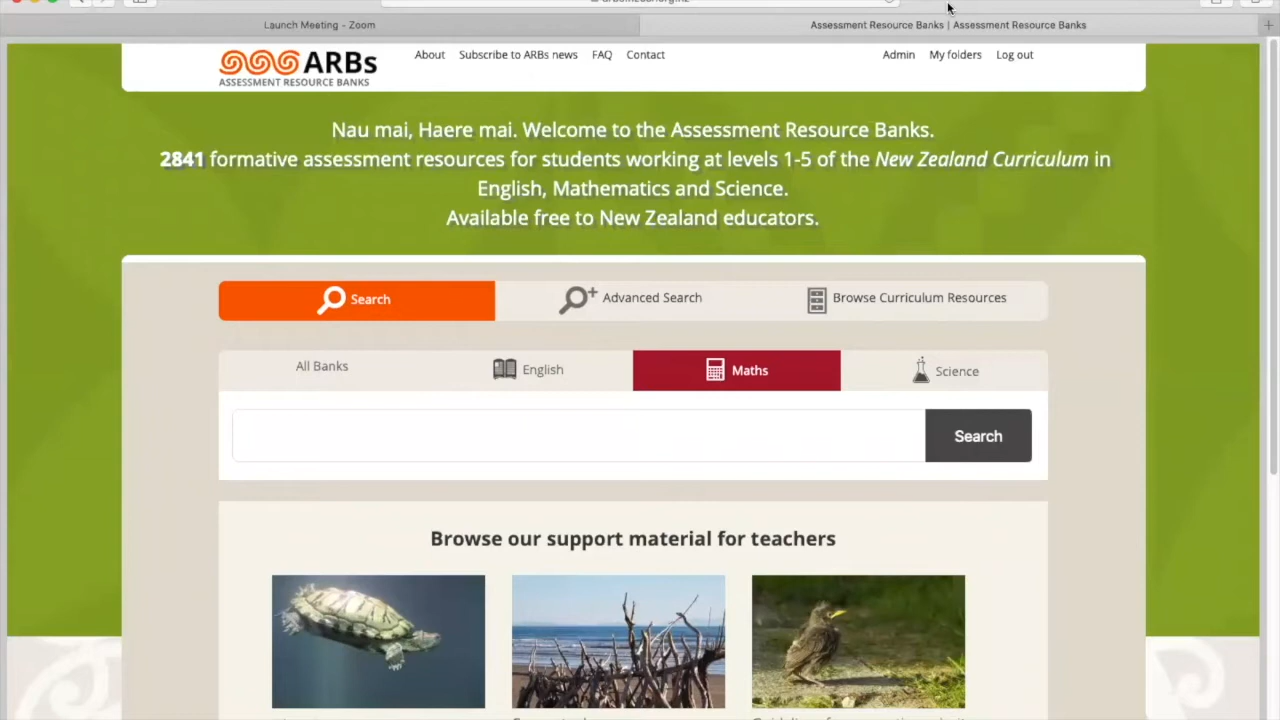 Launch Meeting - Zoom
Assessment Resource Banks | Assessment Resource Banks
ARBs
ASSESSMENT RESOURCE BANKS
About Subscribe to ARBs news FAQ Contact
Admin My folders Log out
Nau mai, Haere mai. Welcome to the Assessment Resource Banks.
2841 formative assessment resources for students working at levels 1-5 of the New Zealand Curriculum in
English, Mathematics and Science.
Available free to New Zealand educators.
Search
Advanced Search
Browse Curriculum Resources
All Banks
English
Maths
Science
Search
Browse our support material for teachers